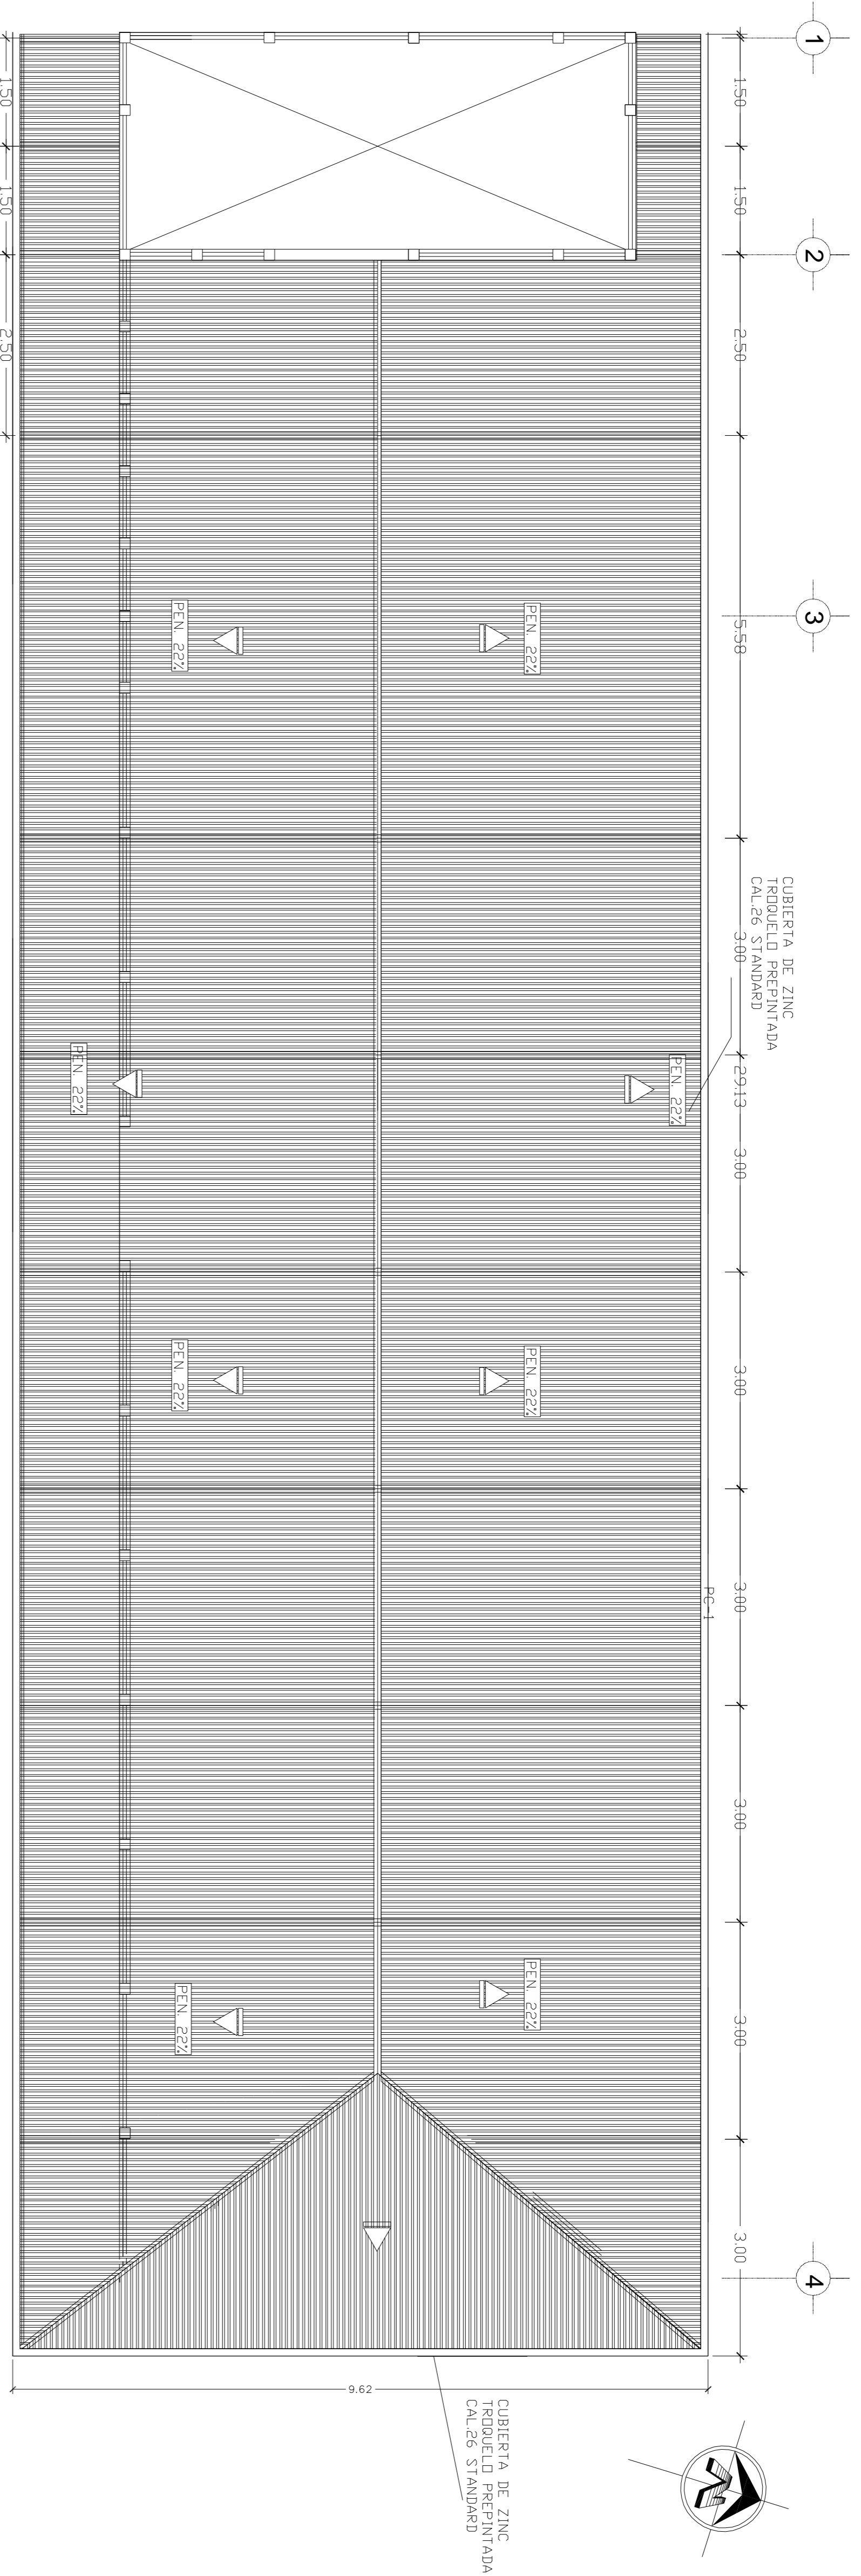 1
2
3
4
1.50
1.50
2.50
5.58
3.00
29.13
3.00
3.00
3.00
3.00
3.00
3.00
CUBIERTA DE ZINC
TROQUELO PREPINTADA
CAL.26 STANDARD
PC-1
PEN. 22%
PEN. 22%
PEN. 22%
PEN. 22%
PEN. 22%
PEN. 22%
PEN. 22%
PEN. 22%
1.50
1.50
2.50
9.62
CUBIERTA DE ZINC
TROQUELO PREPINTADA
CAL.26 STANDARD
N